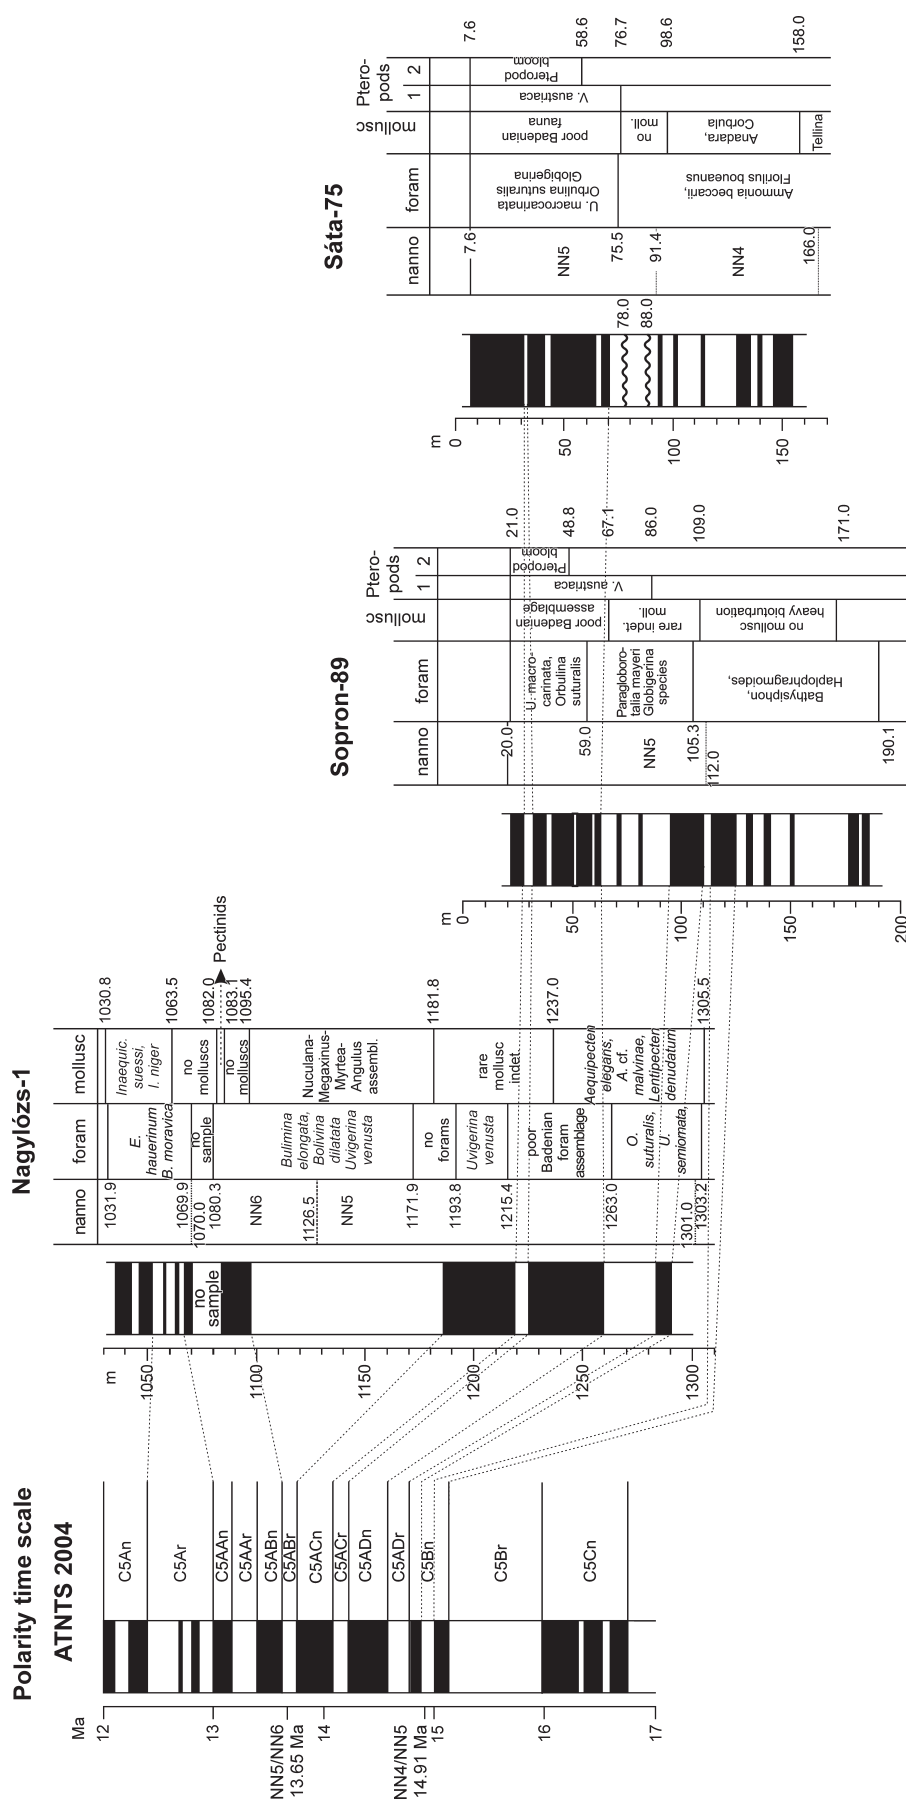 Polarity time scale
ATNTS 2004
Ma
12
13
NN5/NN6
13.65 Ma
14
NN4/NN5
14.91 Ma
15
16
17
C5An
C5Ar
C5AAn
C5AAr
C5ABn
C5ABr
C5ACn
C5ACr
C5ADn
C5ADr
C5Bn
C5Br
C5Cn
Nagylózs-1
m
1050
1100
1150
1200
1250
1300
no
sample
nanno
foram
mollusc
1031.9
1069.9
1070.0
1080.3
NN6
1126.5
NN5
1171.9
1193.8
1215.4
1263.0
1301.0
1303.2
E.
hauerinum
B. moravica
no
sample
Bulimina
elongata,
Bolivina
dilatata
Uvigerina
venusta
no
forams
Uvigerina
venusta
poor
Badenian
foram
assemblage
O.
suturalis,
U.
semiornata,
Inaequic.
suessi,
I. niger
no
molluscs
no
molluscs
Nuculana-
Megaxinus-
Myrtea-
Angulus
assembl.
rare
mollusc
indet.
Aequipecten
elegans,
A. cf.
malvinae,
Lentipecten
denudatum
1030.8
1063.5
1082.0
1083.1
1095.4
1181.8
1237.0
1305.5
Pectinids
Sopron-89
m
0
50
100
150
200
nanno
foram
mollusc
Ptero-
pods
1
2
20.0
59.0
NN5
105.3
112.0
190.1
U. macro-
carinata,
Orbulina
suturalis
Paragloboro-
talia mayeri
Globigerina
species
Bathysiphon,
Haplophragmoides,
poor Badenian
assemblage
rare indet.
moll.
no mollusc
heavy bioturbation
V. austriaca
Pteropod
bloom
21.0
48.8
67.1
86.0
109.0
171.0
Sáta-75
m
0
50
100
150
78.0
88.0
nanno
foram
mollusc
Ptero-
pods
1
2
7.6
NN5
75.5
91.4
NN4
166.0
U. macrocarinata
Orbulina suturalis
Globigerina
Ammonia beccarii,
Florilus boueanus
poor Badenian
fauna
no
moll.
Anadara,
Corbula
Tellina
V. austriaca
Pteropod
bloom
7.6
58.6
76.7
98.6
158.0